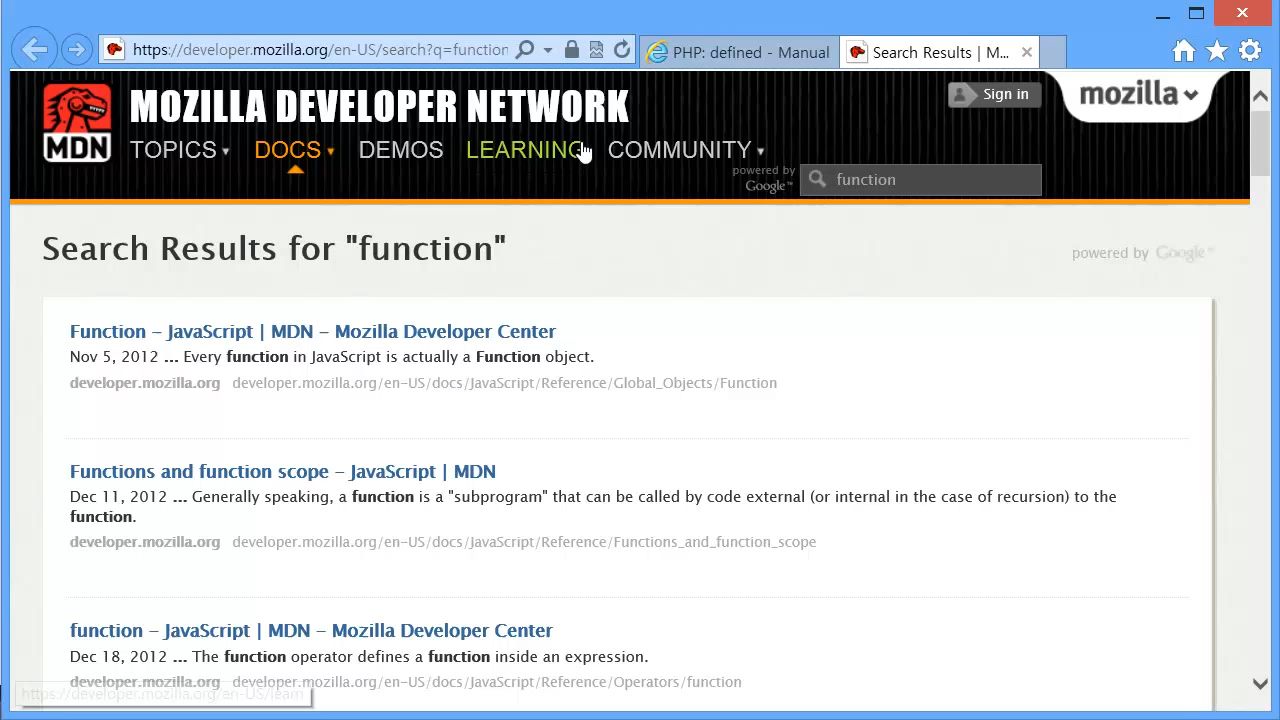 https://developer.mozilla.org/en-US/search?q=function
PHP: defined - Manual
Search Results | M...
MOZILLA DEVELOPER NETWORK
MDN
Sign in
mozilla
TOPICS ▾ DOCS ▾ DEMOS LEARNING COMMUNITY ▾
powered by Google™
function
Search Results for "function"
powered by Google™
Function – JavaScript | MDN – Mozilla Developer Center
Nov 5, 2012 ... Every function in JavaScript is actually a Function object.
developer.mozilla.org developer.mozilla.org/en-US/docs/JavaScript/Reference/Global_Objects/Function
Functions and function scope – JavaScript | MDN
Dec 11, 2012 ... Generally speaking, a function is a "subprogram" that can be called by code external (or internal in the case of recursion) to the
function.
developer.mozilla.org developer.mozilla.org/en-US/docs/JavaScript/Reference/Functions_and_function_scope
function – JavaScript | MDN – Mozilla Developer Center
Dec 18, 2012 ... The function operator defines a function inside an expression.
developer.mozilla.org developer.mozilla.org/en-US/docs/JavaScript/Reference/Operators/function
https://developer.mozilla.org/en-US/learn